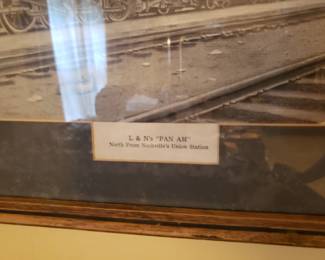 L & N's "PAN AM"
North From Nashville's Union Station